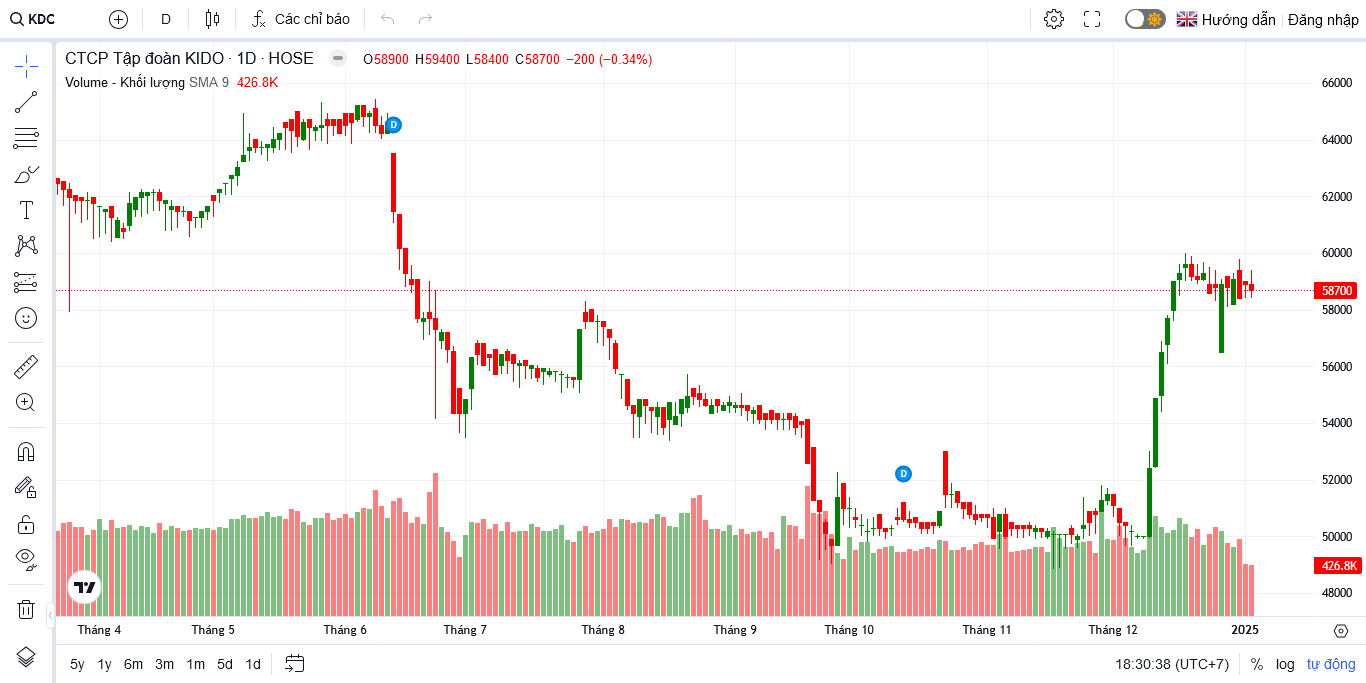 KDC D Các chỉ báo Hướng dẫn Đăng nhập
CTCP Tập đoàn KIDO · 1D · HOSE O58900 H59400 L58400 C58700 −200 (−0.34%)
Volume - Khối lượng SMA 9 426.8K
66000
64000
62000
60000
58700
58000
56000
54000
52000
50000
426.8K
48000
D
D
Tháng 4 Tháng 5 Tháng 6 Tháng 7 Tháng 8 Tháng 9 Tháng 10 Tháng 11 Tháng 12 2025
5y 1y 6m 3m 1m 5d 1d 18:30:38 (UTC+7) % log tự động